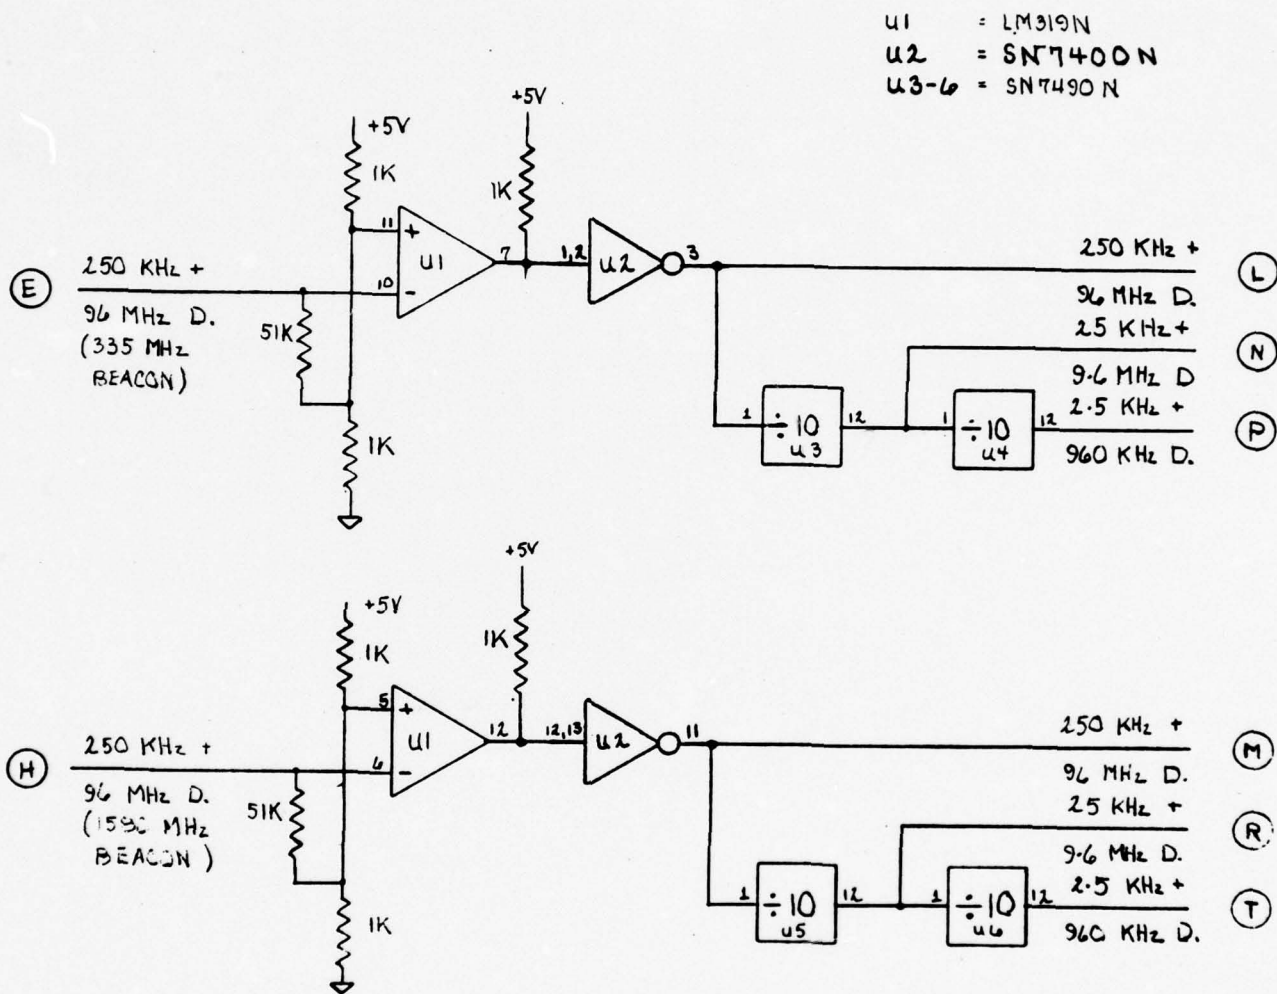 U1 = LM319N
U2 = SN7400N
U3-6 = SN7490N
+5V
+5V
1K
1K
11
+
U1
7
1,2
U2
3
250 KHz +
L
E
250 KHz +
10
-
96 MHz D.
96 MHz D.
(335 MHz
BEACON)
51K
25 KHz +
N
9.6 MHz D
1
÷10
U3
12
1
÷10
U4
12
2.5 KHz +
P
960 KHz D.
1K
+5V
+5V
1K
1K
5
+
U1
12
12,13
U2
11
250 KHz +
M
H
250 KHz +
6
-
96 MHz D.
96 MHz D.
MHz
BEACON)
51K
25 KHz +
R
9.6 MHz D.
1
÷10
U5
12
1
÷10
U6
12
2.5 KHz +
T
960 KHz D.
1K